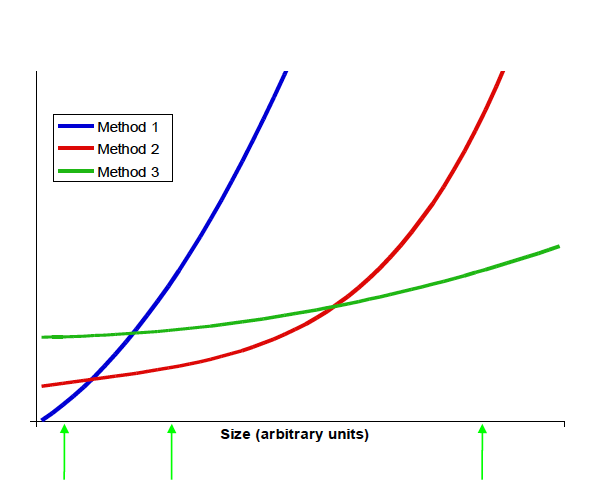 Method 1
Method 2
Method 3
Size (arbitrary units)